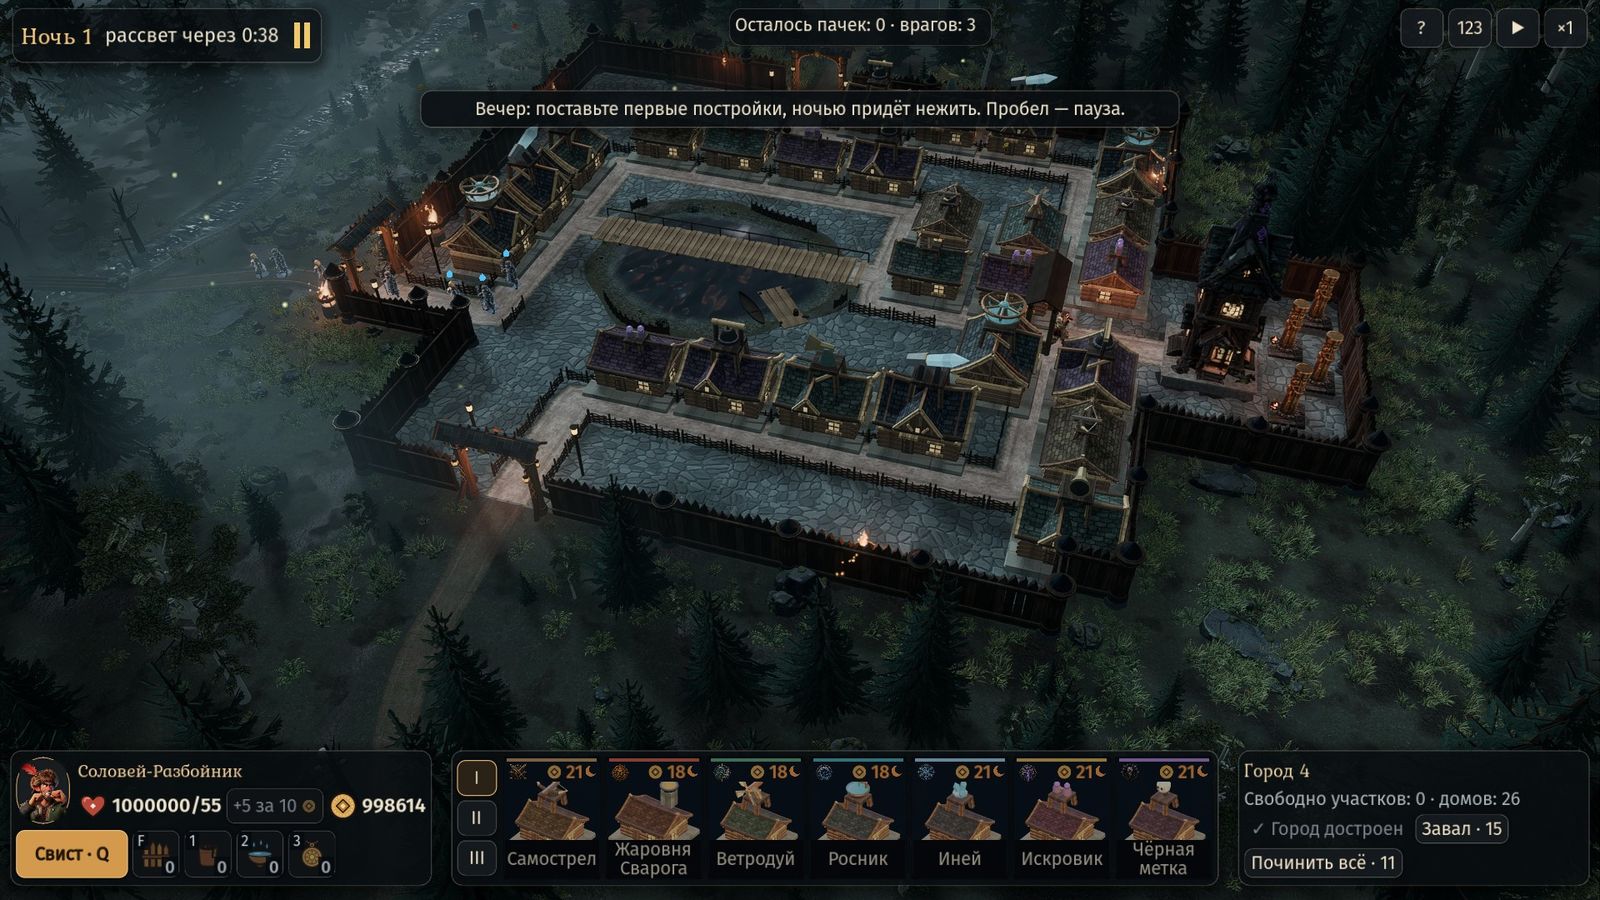 Ночь 1 рассвет через 0:38
Осталось пачек: 0 · врагов: 3
? 123 ×1
Вечер: поставьте первые постройки, ночью придёт нежить. Пробел — пауза.
Соловей-Разбойник
1000000/55 +5 за 10 998614
Свист · Q
F 0 1 0 2 0 3 0
I
II
III
21 18 18 18 21 21 21
Самострел
Жаровня Сварога
Ветродуй
Росник
Иней
Искровик
Чёрная метка
Город 4
Свободно участков: 0 · домов: 26
✓ Город достроен Завал · 15
Починить всё · 11